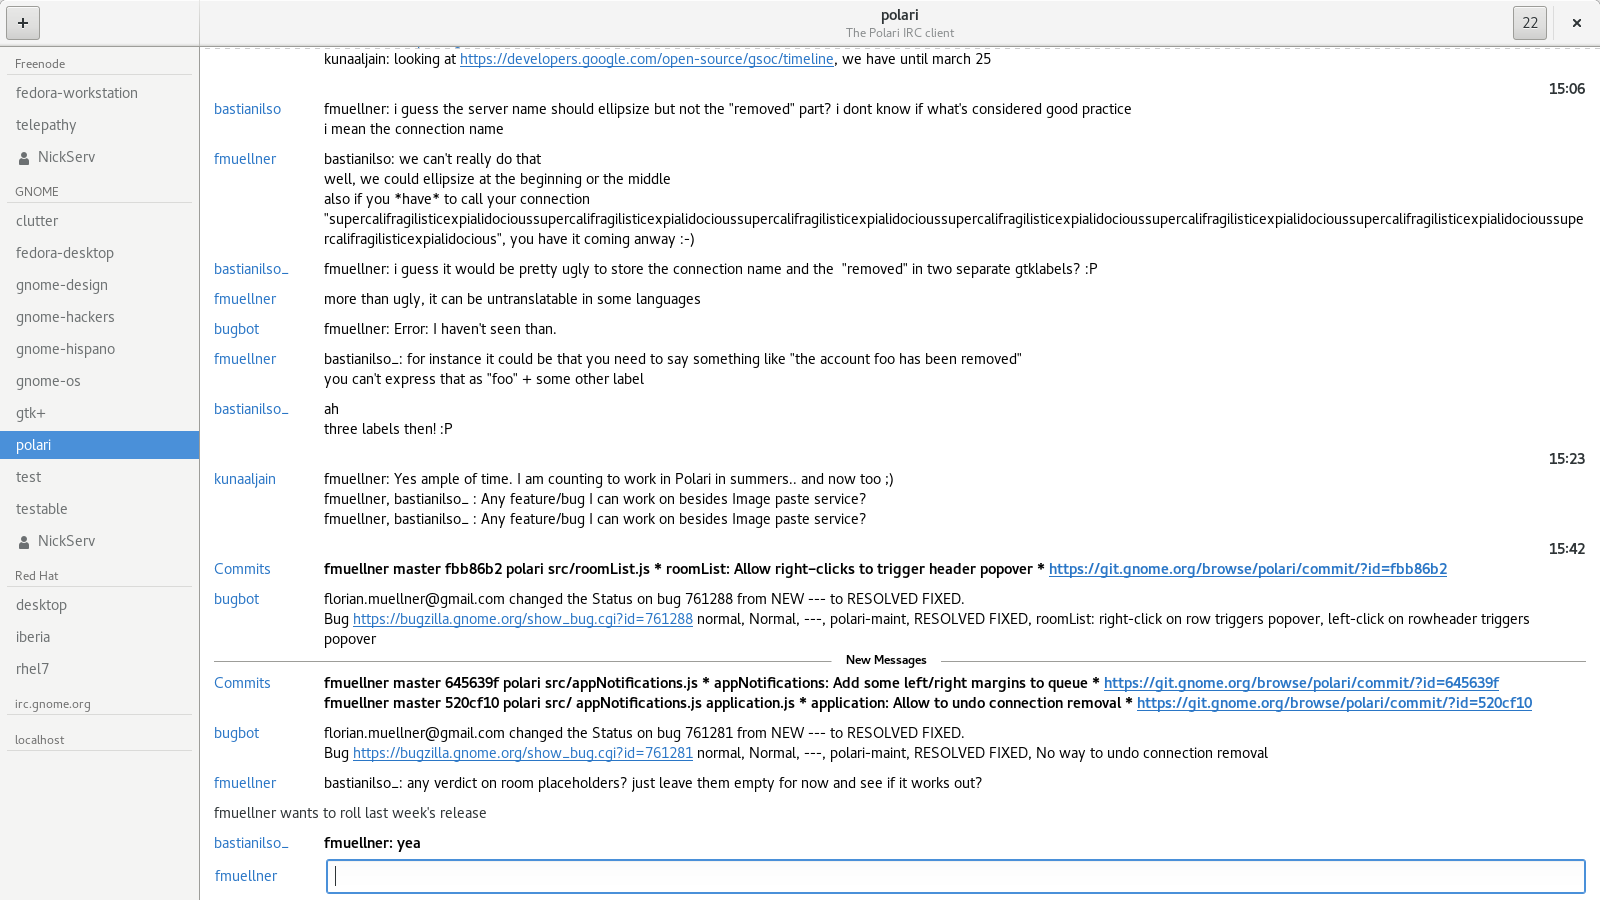 +
polari
The Polari IRC client
22
×
Freenode
fedora-workstation
telepathy
NickServ
GNOME
clutter
fedora-desktop
gnome-design
gnome-hackers
gnome-hispano
gnome-os
gtk+
polari
test
testable
NickServ
Red Hat
desktop
iberia
rhel7
irc.gnome.org
localhost
kunaaljain: looking at https://developers.google.com/open-source/gsoc/timeline, we have until march 25
15:06
bastianilso fmuellner: i guess the server name should ellipsize but not the "removed" part? i dont know if what's considered good practice
i mean the connection name
fmuellner bastianilso: we can't really do that
well, we could ellipsize at the beginning or the middle
also if you *have* to call your connection
"supercalifragilisticexpialidocioussupercalifragilisticexpialidocioussupercalifragilisticexpialidocioussupercalifragilisticexpialidocioussupercalifragilisticexpialidocioussupercalifragilisticexpialidocioussupe
rcalifragilisticexpialidocious", you have it coming anway :-)
bastianilso_ fmuellner: i guess it would be pretty ugly to store the connection name and the  "removed" in two separate gtklabels? :P
fmuellner more than ugly, it can be untranslatable in some languages
bugbot fmuellner: Error: I haven't seen than.
fmuellner bastianilso_: for instance it could be that you need to say something like "the account foo has been removed"
you can't express that as "foo" + some other label
bastianilso_ ah
three labels then! :P
15:23
kunaaljain fmuellner: Yes ample of time. I am counting to work in Polari in summers.. and now too ;)
fmuellner, bastianilso_ : Any feature/bug I can work on besides Image paste service?
fmuellner, bastianilso_ : Any feature/bug I can work on besides Image paste service?
15:42
Commits fmuellner master fbb86b2 polari src/roomList.js * roomList: Allow right-clicks to trigger header popover * https://git.gnome.org/browse/polari/commit/?id=fbb86b2
bugbot florian.muellner@gmail.com changed the Status on bug 761288 from NEW --- to RESOLVED FIXED.
Bug https://bugzilla.gnome.org/show_bug.cgi?id=761288 normal, Normal, ---, polari-maint, RESOLVED FIXED, roomList: right-click on row triggers popover, left-click on rowheader triggers
popover
New Messages
Commits fmuellner master 645639f polari src/appNotifications.js * appNotifications: Add some left/right margins to queue * https://git.gnome.org/browse/polari/commit/?id=645639f
fmuellner master 520cf10 polari src/ appNotifications.js application.js * application: Allow to undo connection removal * https://git.gnome.org/browse/polari/commit/?id=520cf10
bugbot florian.muellner@gmail.com changed the Status on bug 761281 from NEW --- to RESOLVED FIXED.
Bug https://bugzilla.gnome.org/show_bug.cgi?id=761281 normal, Normal, ---, polari-maint, RESOLVED FIXED, No way to undo connection removal
fmuellner bastianilso_: any verdict on room placeholders? just leave them empty for now and see if it works out?
fmuellner wants to roll last week's release
bastianilso_ fmuellner: yea
fmuellner